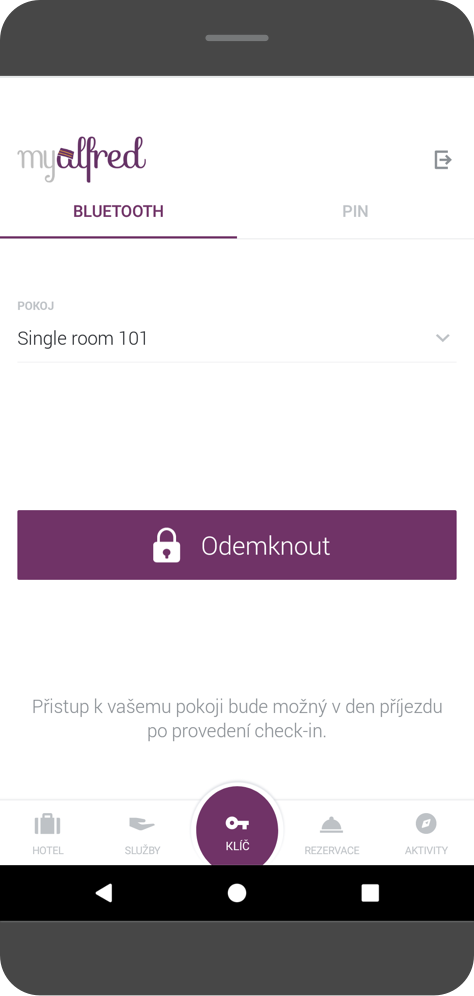 myalfred
BLUETOOTH PIN
POKOJ
Single room 101
Odemknout
Přistup k vašemu pokoji bude možný v den příjezdu
po provedení check-in.
HOTEL SLUŽBY KLÍČ REZERVACE AKTIVITY